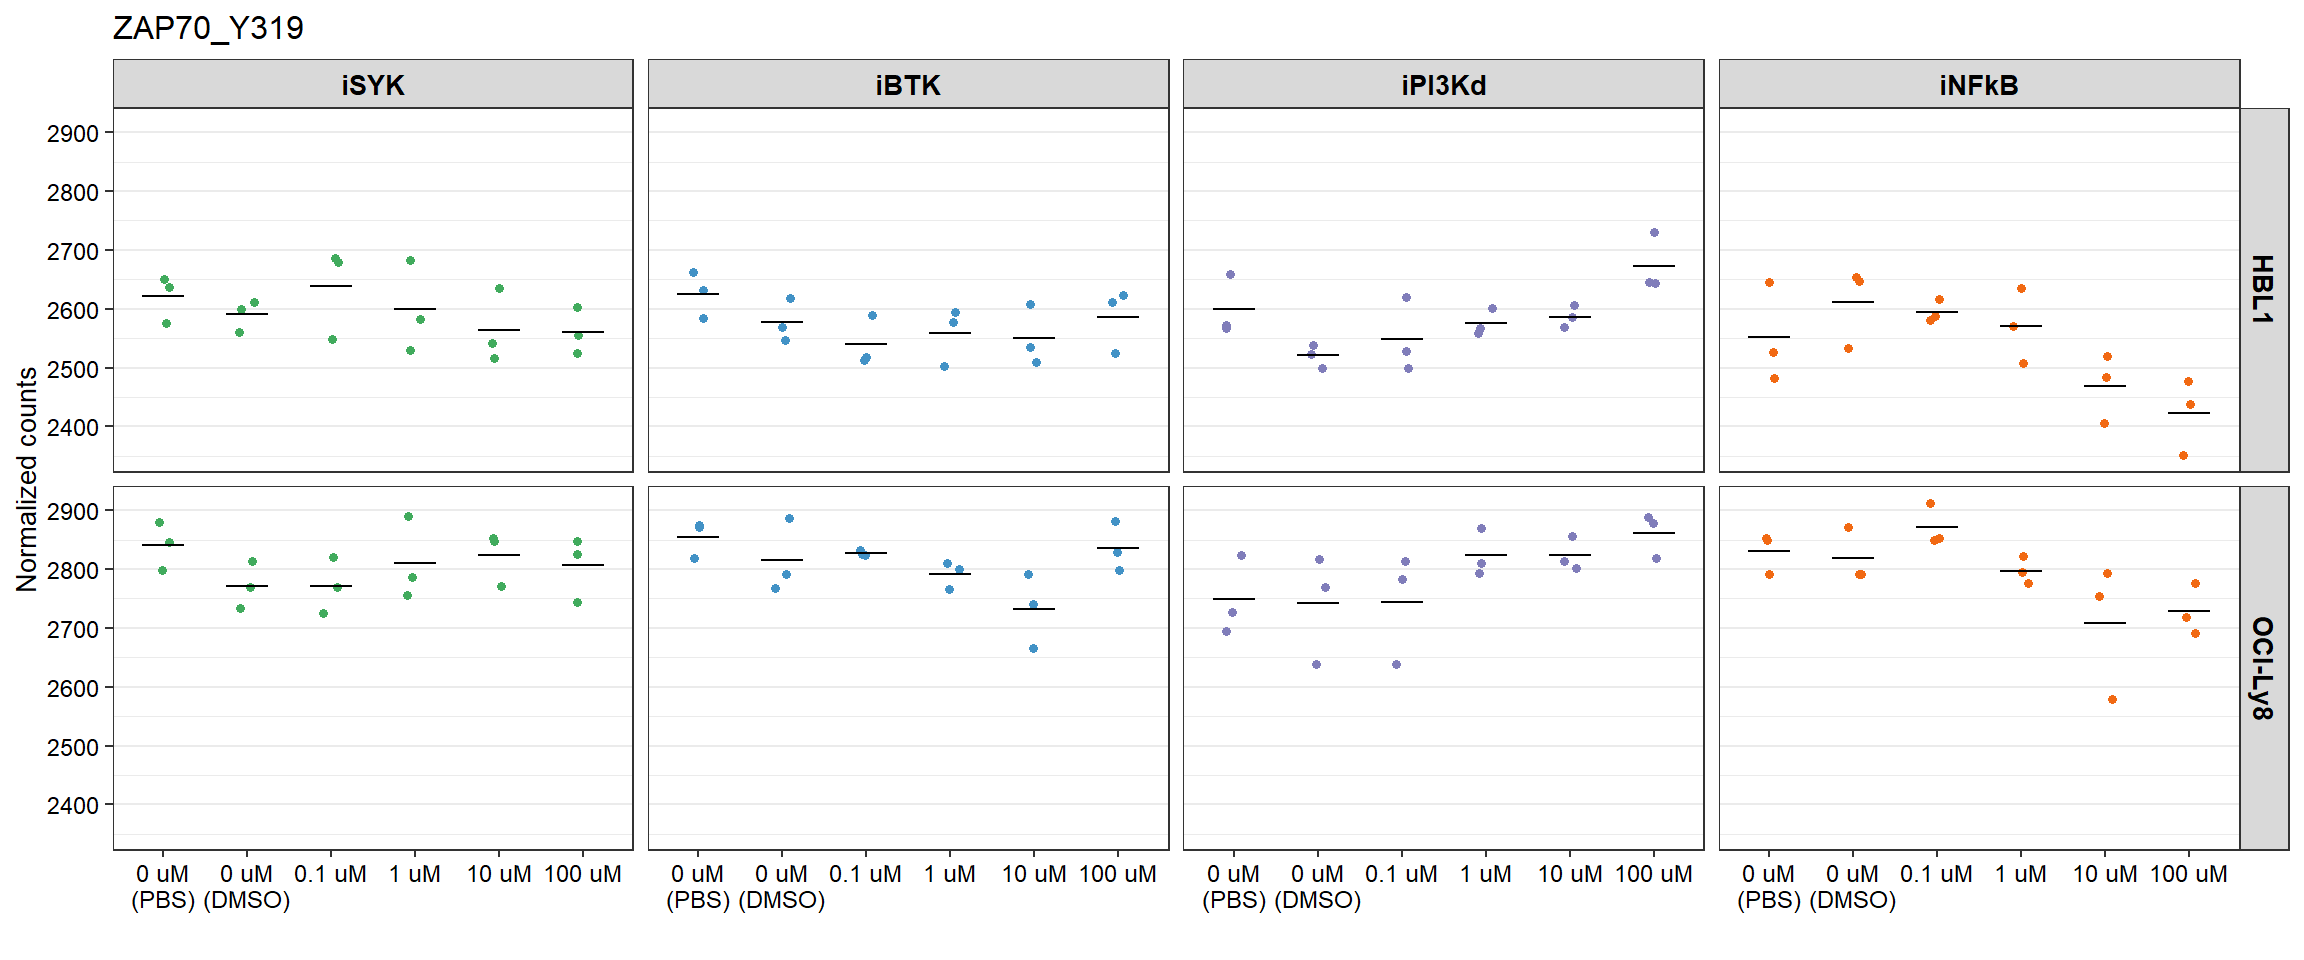 ZAP70_Y319
iSYK
iBTK
iPI3Kd
iNFkB
Normalized counts
2900
2800
2700
2600
2500
2400
HBL1
2900
2800
2700
2600
2500
2400
OCI-Ly8
0 uM (PBS)
0 uM (DMSO)
0.1 uM
1 uM
10 uM
100 uM
0 uM (PBS)
0 uM (DMSO)
0.1 uM
1 uM
10 uM
100 uM
0 uM (PBS)
0 uM (DMSO)
0.1 uM
1 uM
10 uM
100 uM
0 uM (PBS)
0 uM (DMSO)
0.1 uM
1 uM
10 uM
100 uM